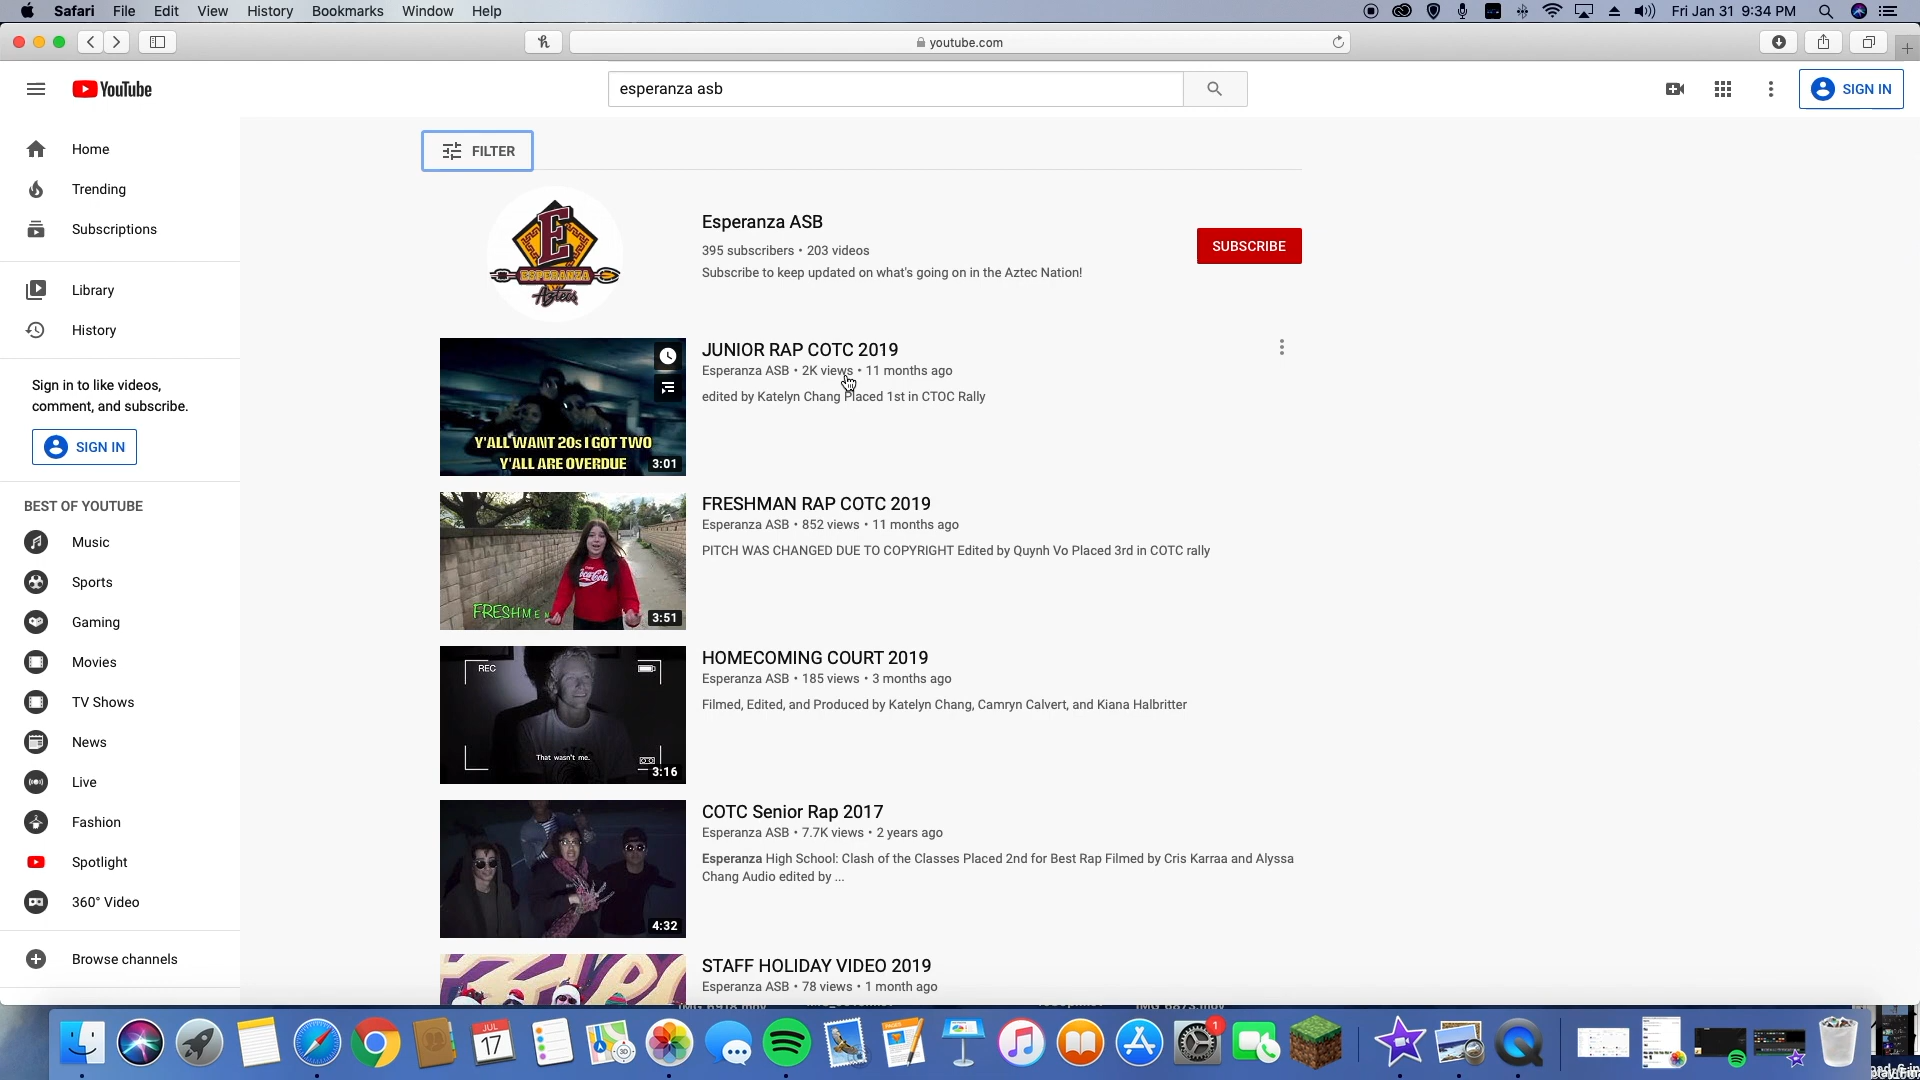 Safari File Edit View History Bookmarks Window Help
Fri Jan 31 9:34 PM
youtube.com
YouTube
esperanza asb
SIGN IN
Home
Trending
Subscriptions
Library
History
Sign in to like videos,
comment, and subscribe.
SIGN IN
BEST OF YOUTUBE
Music
Sports
Gaming
Movies
TV Shows
News
Live
Fashion
Spotlight
360° Video
Browse channels
FILTER
E
ESPERANZA
Aztecs
Esperanza ASB
395 subscribers • 203 videos
Subscribe to keep updated on what's going on in the Aztec Nation!
SUBSCRIBE
Y'ALL WANT 20s I GOT TWO
Y'ALL ARE OVERDUE
3:01
JUNIOR RAP COTC 2019
Esperanza ASB • 2K views • 11 months ago
edited by Katelyn Chang Placed 1st in CTOC Rally
Coca-Cola
FRESHMEN
3:51
FRESHMAN RAP COTC 2019
Esperanza ASB • 852 views • 11 months ago
PITCH WAS CHANGED DUE TO COPYRIGHT Edited by Quynh Vo Placed 3rd in COTC rally
REC
That wasn't me.
3:16
HOMECOMING COURT 2019
Esperanza ASB • 185 views • 3 months ago
Filmed, Edited, and Produced by Katelyn Chang, Camryn Calvert, and Kiana Halbritter
4:32
COTC Senior Rap 2017
Esperanza ASB • 7.7K views • 2 years ago
Esperanza High School: Clash of the Classes Placed 2nd for Best Rap Filmed by Cris Karraa and Alyssa
Chang Audio edited by ...
STAFF HOLIDAY VIDEO 2019
Esperanza ASB • 78 views • 1 month ago
JUL
17
3D
1